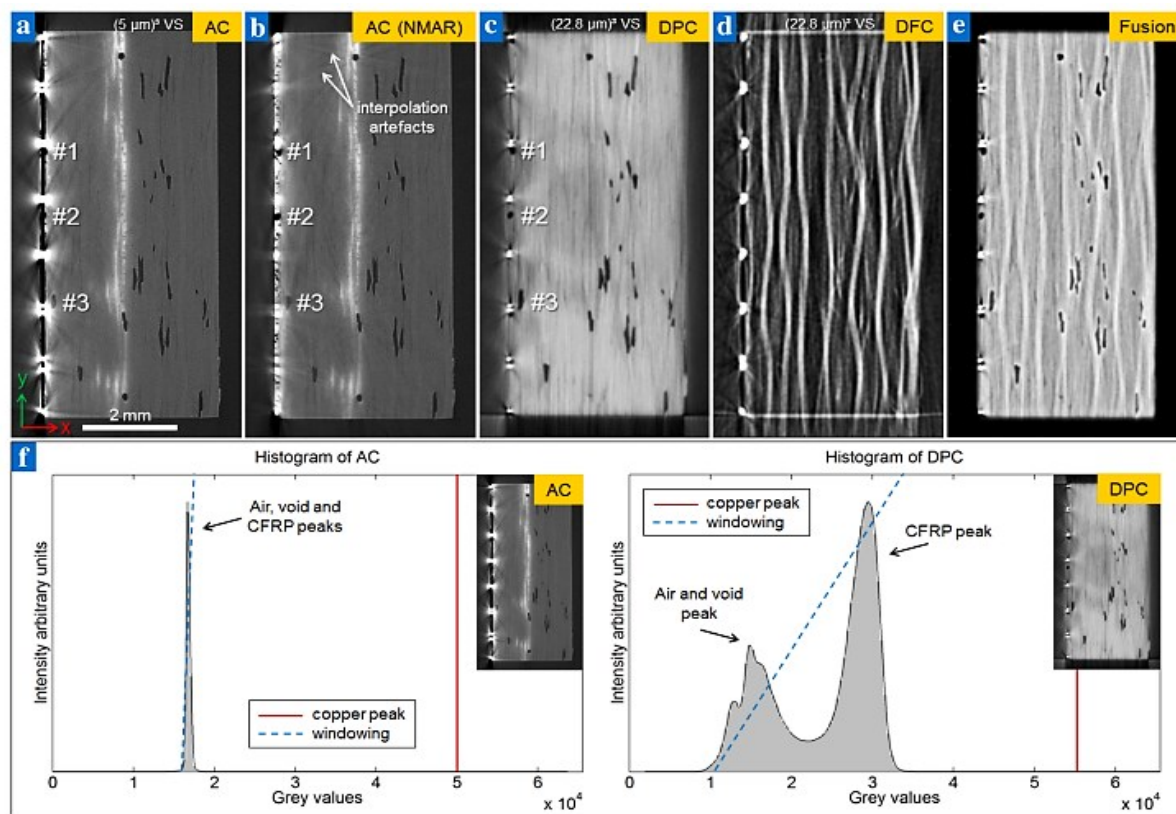 a
(5 μm)³ VS
AC
#1
#2
#3
y
x
2 mm
b
AC (NMAR)
interpolation
artefacts
#1
#2
#3
c
(22.8 μm)³ VS
DPC
#1
#2
#3
d
(22.8 μm)³ VS
DFC
e
Fusion
f
Histogram of AC
AC
Air, void and
CFRP peaks
Intensity arbitrary units
copper peak
windowing
0 1 2 3 4 5 6
Grey values
x 10⁴
Histogram of DPC
DPC
copper peak
windowing
CFRP peak
Air and void
peak
Intensity arbitrary units
0 1 2 3 4 5 6
Grey values
x 10⁴